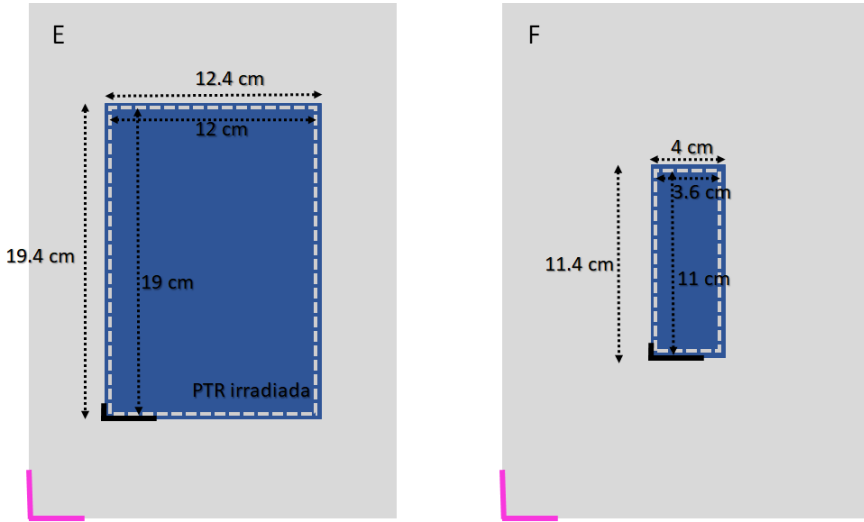 E
12.4 cm
12 cm
19.4 cm
19 cm
PTR irradiada
F
4 cm
3.6 cm
11.4 cm
11 cm